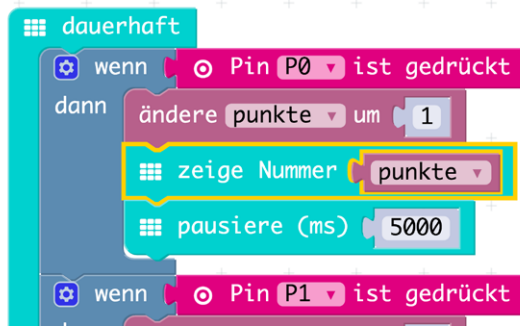 dauerhaft
wenn Pin P0 ist gedrückt
dann
ändere punkte um 1
zeige Nummer punkte
pausiere (ms) 5000
wenn Pin P1 ist gedrückt